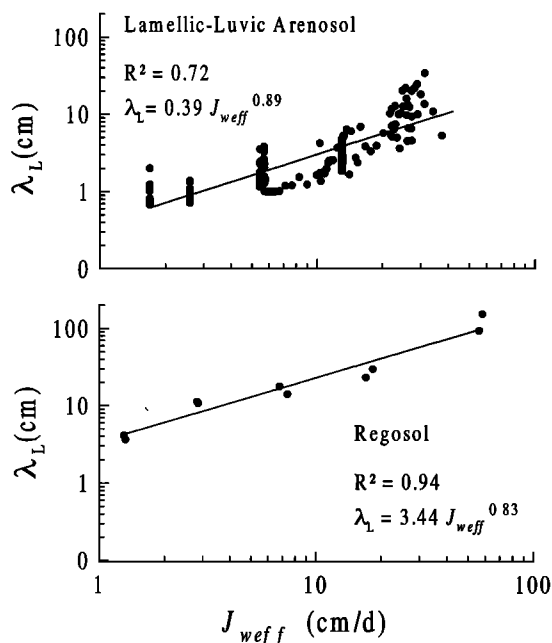 Lamellic-Luvic Arenosol
R² = 0.72
λL = 0.39 Jweff 0.89
λL (cm)
100
10
1
0
Regosol
R² = 0.94
λL = 3.44 Jweff 0 83
λL (cm)
100
10
1
0
1
10
100
Jweff (cm/d)